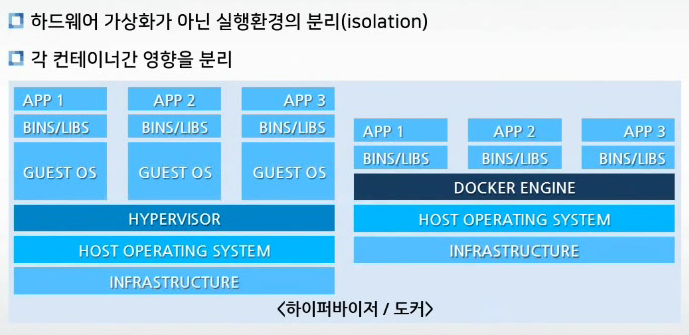 하드웨어 가상화가 아닌 실행환경의 분리(isolation)
각 컨테이너간 영향을 분리
APP 1 APP 2 APP 3
BINS/LIBS BINS/LIBS BINS/LIBS
GUEST OS GUEST OS GUEST OS
HYPERVISOR
HOST OPERATING SYSTEM
INFRASTRUCTURE
APP 1 APP 2 APP 3
BINS/LIBS BINS/LIBS BINS/LIBS
DOCKER ENGINE
HOST OPERATING SYSTEM
INFRASTRUCTURE
<하이퍼바이저 / 도커>